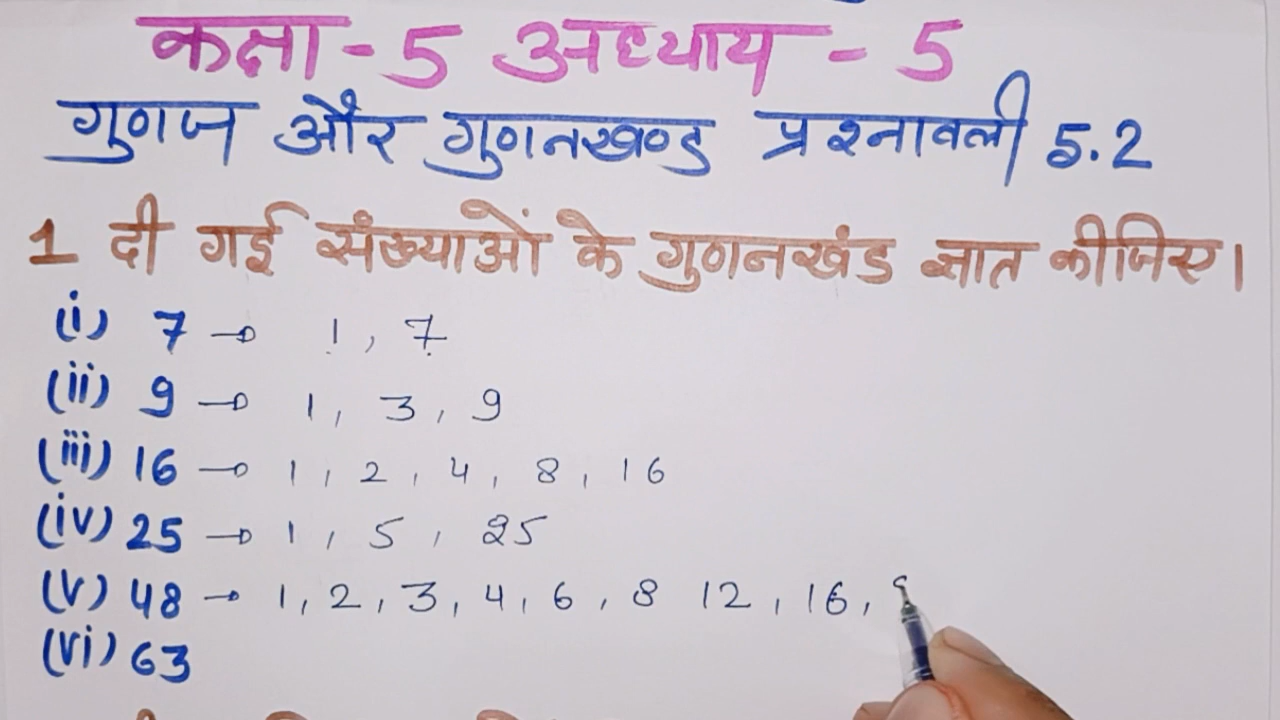 कक्षा - 5 अध्याय - 5
गुणज और गुणनखण्ड प्रश्नावली 5.2
1 दी गई संख्याओं के गुणनखंड ज्ञात कीजिए।
(i) 7 → 1, 7
(ii) 9 → 1, 3, 9
(iii) 16 → 1, 2, 4, 8, 16
(iv) 25 → 1, 5, 25
(v) 48 → 1, 2, 3, 4, 6, 8 12, 16,
(vi) 63